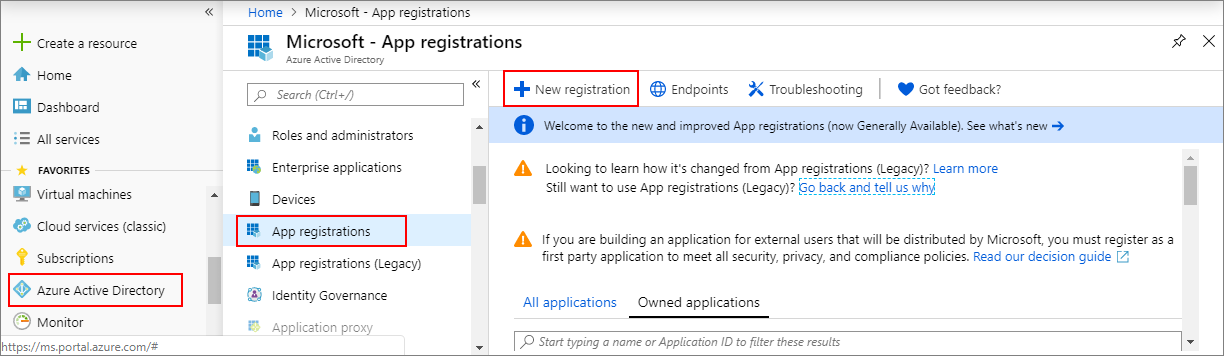 Create a resource
Home
Dashboard
All services
FAVORITES
Virtual machines
Cloud services (classic)
Subscriptions
Azure Active Directory
Monitor
https://ms.portal.azure.com/#
Home > Microsoft - App registrations
Microsoft - App registrations
Azure Active Directory
Search (Ctrl+/)
Roles and administrators
Enterprise applications
Devices
App registrations
App registrations (Legacy)
Identity Governance
Application proxy
New registration Endpoints Troubleshooting Got feedback?
Welcome to the new and improved App registrations (now Generally Available). See what's new →
Looking to learn how it's changed from App registrations (Legacy)? Learn more
Still want to use App registrations (Legacy)? Go back and tell us why
If you are building an application for external users that will be distributed by Microsoft, you must register as a
first party application to meet all security, privacy, and compliance policies. Read our decision guide
All applications Owned applications
Start typing a name or Application ID to filter these results